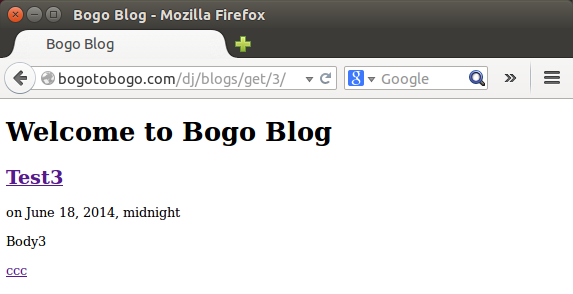 Bogo Blog - Mozilla Firefox
Bogo Blog
bogotobogo.com/dj/blogs/get/3/
Google
Welcome to Bogo Blog
Test3
on June 18, 2014, midnight
Body3
ccc